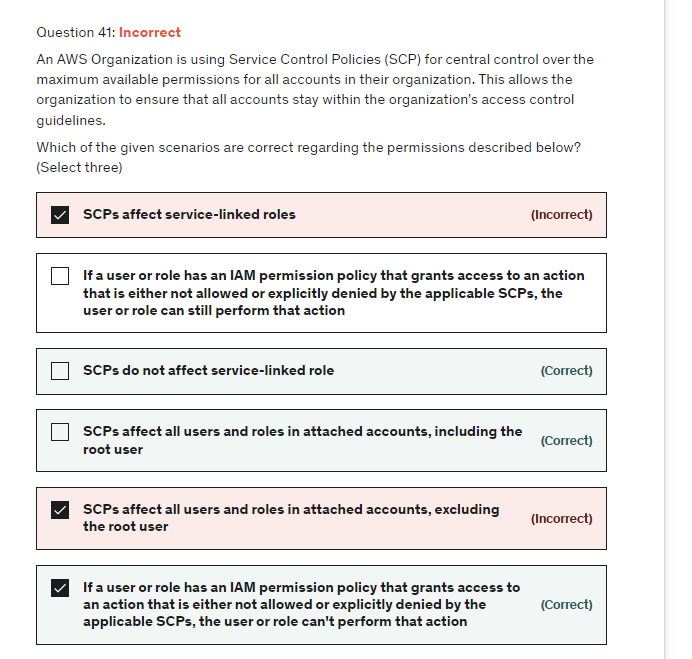 Question 41: Incorrect
An AWS Organization is using Service Control Policies (SCP) for central control over the
maximum available permissions for all accounts in their organization. This allows the
organization to ensure that all accounts stay within the organization's access control
guidelines.
Which of the given scenarios are correct regarding the permissions described below?
(Select three)
SCPs affect service-linked roles (Incorrect)
If a user or role has an IAM permission policy that grants access to an action
that is either not allowed or explicitly denied by the applicable SCPs, the
user or role can still perform that action
SCPs do not affect service-linked role (Correct)
SCPs affect all users and roles in attached accounts, including the
root user
(Correct)
SCPs affect all users and roles in attached accounts, excluding
the root user
(Incorrect)
If a user or role has an IAM permission policy that grants access to
an action that is either not allowed or explicitly denied by the
applicable SCPs, the user or role can't perform that action
(Correct)